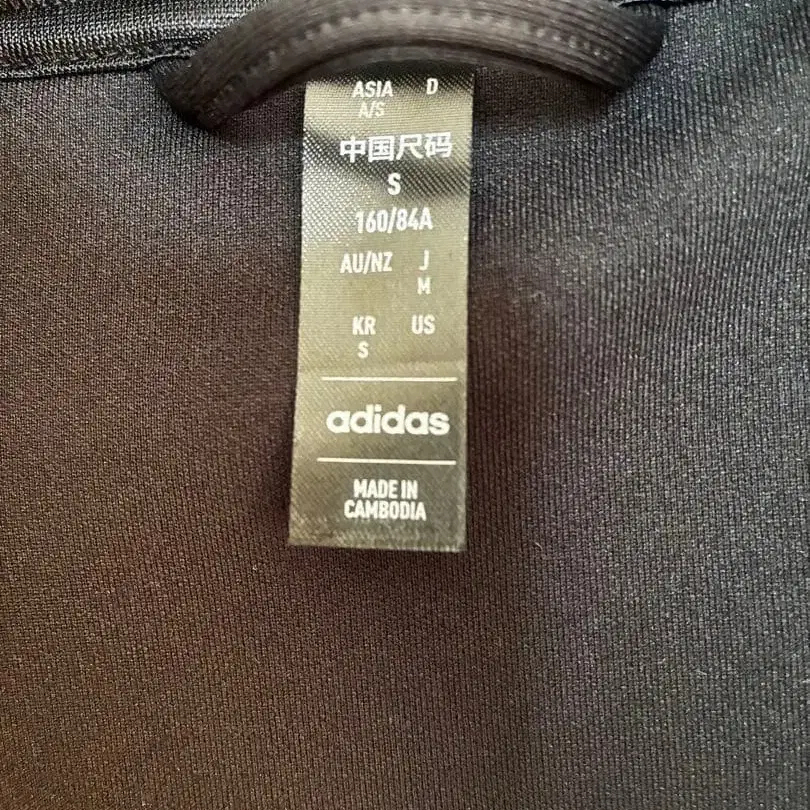 ASIA D
A/S
中国尺码
S
160/84A
AU/NZ J
M
KR US
S
adidas
MADE IN
CAMBODIA